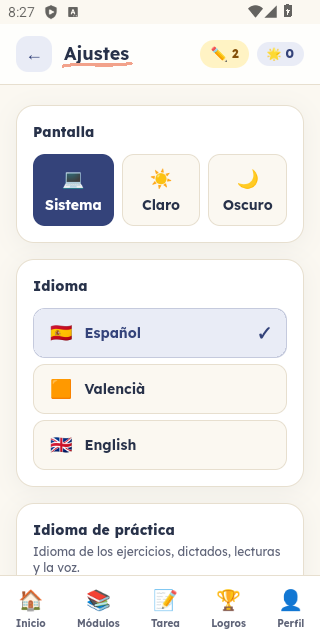 8:27
← Ajustes ✏️ 2 🌟 0
Pantalla
💻 Sistema
☀️ Claro
🌙 Oscuro
Idioma
🇪🇸 Español ✓
🟧 Valencià
🇬🇧 English
Idioma de práctica
Idioma de los ejercicios, dictados, lecturas
y la voz.
Inicio
Módulos
Tarea
Logros
Perfil